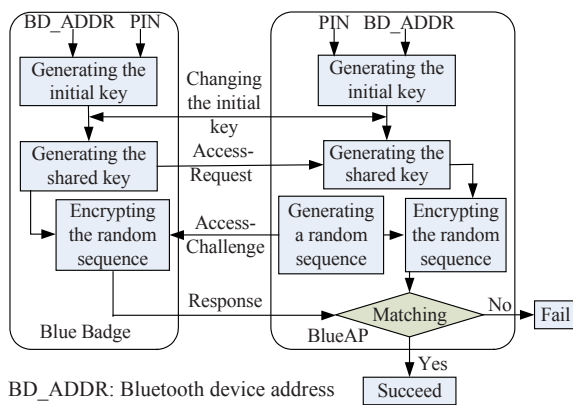 BD_ADDR PIN
PIN BD_ADDR
Generating the
initial key
Changing
the initial
key
Generating the
initial key
Generating the
shared key
Access-
Request
Generating the
shared key
Encrypting
the random
sequence
Access-
Challenge
Generating
a random
sequence
Encrypting
the random
sequence
Response
Matching
No
Fail
Blue Badge
BlueAP
Yes
Succeed
BD_ADDR: Bluetooth device address